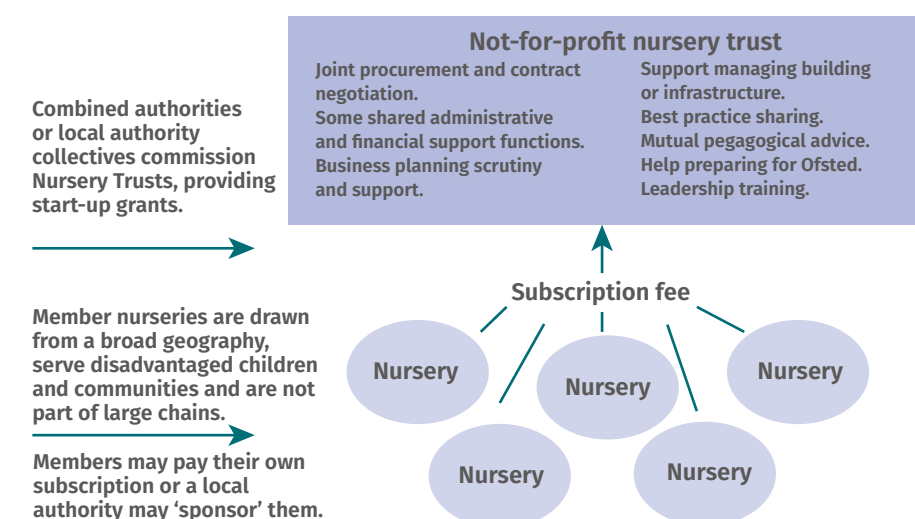 Not-for-profit nursery trust
Joint procurement and contract
negotiation.
Some shared administrative
and financial support functions.
Business planning scrutiny
and support.
Support managing building
or infrastructure.
Best practice sharing.
Mutual pegagogical advice.
Help preparing for Ofsted.
Leadership training.
Combined authorities
or local authority
collectives commission
Nursery Trusts, providing
start-up grants.
Member nurseries are drawn
from a broad geography,
serve disadvantaged children
and communities and are not
part of large chains.
Members may pay their own
subscription or a local
authority may ‘sponsor’ them.
Subscription fee
Nursery
Nursery
Nursery
Nursery
Nursery